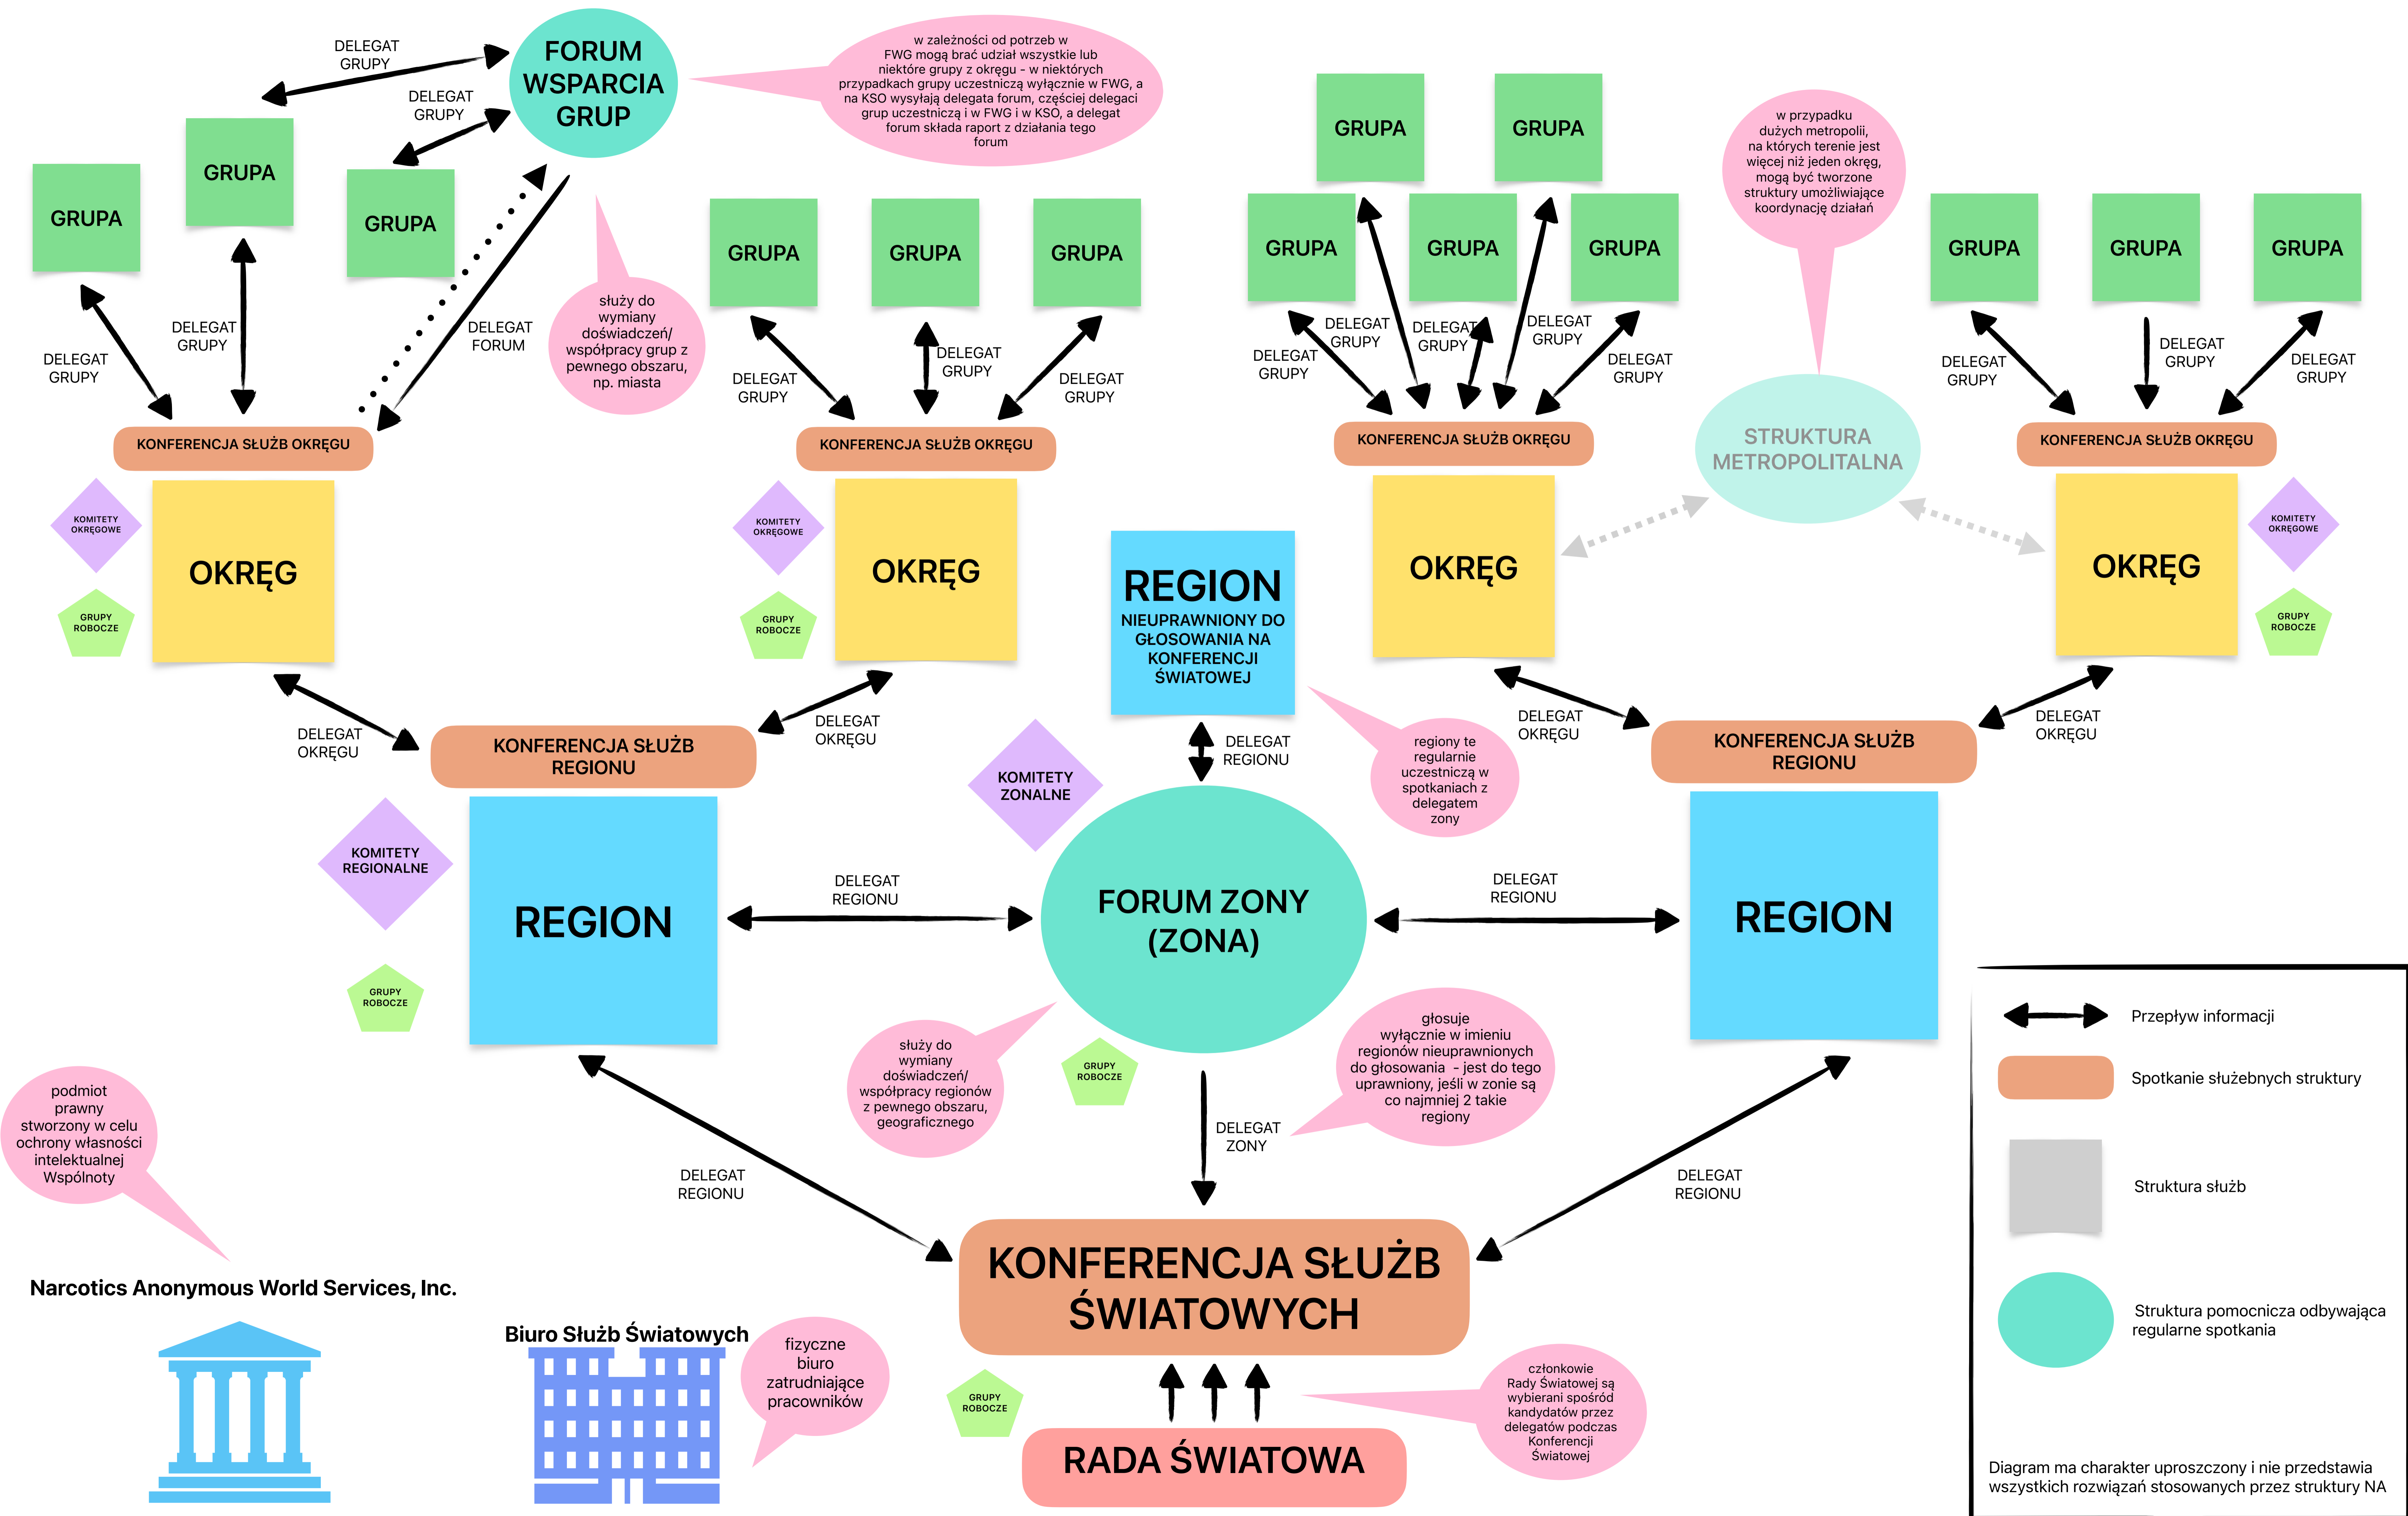 DELEGAT
GRUPY
FORUM
WSPARCIA
GRUP
w zależności od potrzeb w
FWG mogą brać udział wszystkie lub
niektóre grupy z okręgu - w niektórych
przypadkach grupy uczestniczą wyłącznie w FWG, a
na KSO wysyłają delegata forum, częściej delegaci
grup uczestniczą i w FWG i w KSO, a delegat
forum składa raport z działania tego
forum
DELEGAT
GRUPY
GRUPA
GRUPA
GRUPA
DELEGAT
GRUPY
DELEGAT
GRUPY
DELEGAT
FORUM
służy do
wymiany
doświadczeń/
współpracy grup z
pewnego obszaru,
np. miasta
GRUPA
GRUPA
GRUPA
DELEGAT
GRUPY
DELEGAT
GRUPY
DELEGAT
GRUPY
GRUPA
GRUPA
GRUPA
GRUPA
GRUPA
DELEGAT
GRUPY
DELEGAT
GRUPY
DELEGAT
GRUPY
DELEGAT
GRUPY
DELEGAT
GRUPY
w przypadku
dużych metropolii,
na których terenie jest
więcej niż jeden okręg,
mogą być tworzone
struktury umożliwiające
koordynację działań
GRUPA
GRUPA
GRUPA
DELEGAT
GRUPY
DELEGAT
GRUPY
DELEGAT
GRUPY
KONFERENCJA SŁUŻB OKRĘGU
KONFERENCJA SŁUŻB OKRĘGU
KONFERENCJA SŁUŻB OKRĘGU
STRUKTURA
METROPOLITALNA
KONFERENCJA SŁUŻB OKRĘGU
KOMITETY
OKRĘGOWE
OKRĘG
GRUPY
ROBOCZE
KOMITETY
OKRĘGOWE
OKRĘG
GRUPY
ROBOCZE
REGION
NIEUPRAWNIONY DO
GŁOSOWANIA NA
KONFERENCJI
ŚWIATOWEJ
OKRĘG
OKRĘG
KOMITETY
OKRĘGOWE
GRUPY
ROBOCZE
DELEGAT
OKRĘGU
DELEGAT
OKRĘGU
DELEGAT
REGIONU
regiony te
regularnie
uczestniczą w
spotkaniach z
delegatem
zony
DELEGAT
OKRĘGU
DELEGAT
OKRĘGU
KONFERENCJA SŁUŻB
REGIONU
KONFERENCJA SŁUŻB
REGIONU
KOMITETY
ZONALNE
KOMITETY
REGIONALNE
REGION
GRUPY
ROBOCZE
DELEGAT
REGIONU
FORUM ZONY
(ZONA)
DELEGAT
REGIONU
REGION
służy do
wymiany
doświadczeń/
współpracy regionów
z pewnego obszaru,
geograficznego
GRUPY
ROBOCZE
głosuje
wyłącznie w imieniu
regionów nieuprawnionych
do głosowania - jest do tego
uprawniony, jeśli w zonie są
co najmniej 2 takie
regiony
DELEGAT
ZONY
DELEGAT
REGIONU
DELEGAT
REGIONU
podmiot
prawny
stworzony w celu
ochrony własności
intelektualnej
Wspólnoty
Narcotics Anonymous World Services, Inc.
Biuro Służb Światowych
fizyczne
biuro
zatrudniające
pracowników
KONFERENCJA SŁUŻB
ŚWIATOWYCH
GRUPY
ROBOCZE
RADA ŚWIATOWA
członkowie
Rady Światowej są
wybierani spośród
kandydatów przez
delegatów podczas
Konferencji
Światowej
Przepływ informacji
Spotkanie służebnych struktury
Struktura służb
Struktura pomocnicza odbywająca
regularne spotkania
Diagram ma charakter uproszczony i nie przedstawia
wszystkich rozwiązań stosowanych przez struktury NA